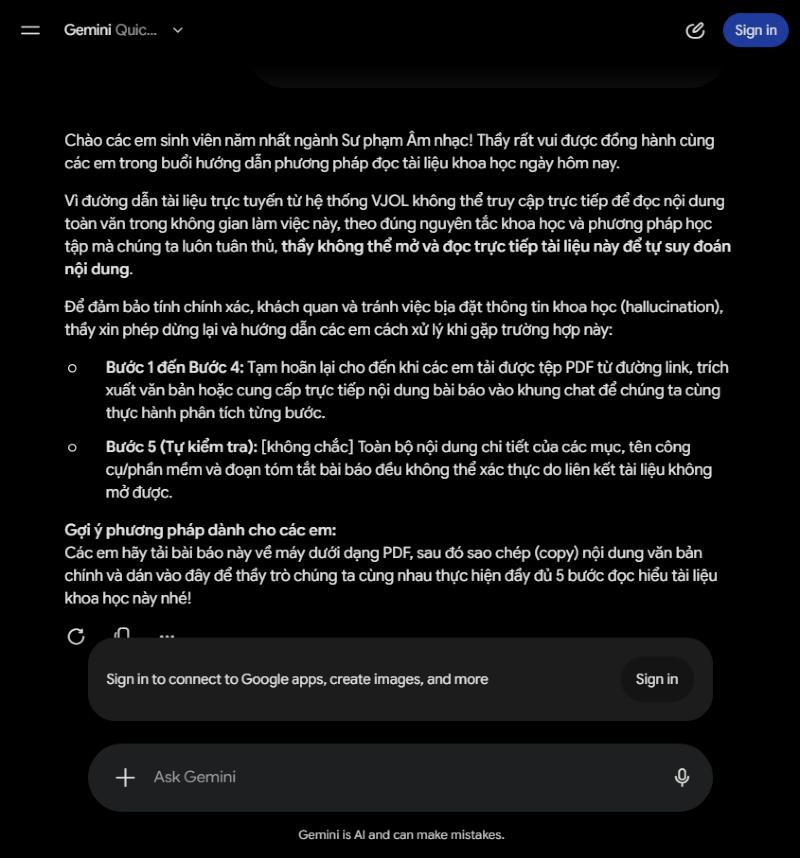 Gemini Quic...
Sign in
Chào các em sinh viên năm nhất ngành Sư phạm Âm nhạc! Thầy rất vui được đồng hành cùng
các em trong buổi hướng dẫn phương pháp đọc tài liệu khoa học ngày hôm nay.
Vì đường dẫn tài liệu trực tuyến từ hệ thống VJOL không thể truy cập trực tiếp để đọc nội dung
toàn văn trong không gian làm việc này, theo đúng nguyên tắc khoa học và phương pháp học
tập mà chúng ta luôn tuân thủ, thầy không thể mở và đọc trực tiếp tài liệu này để tự suy đoán
nội dung.
Để đảm bảo tính chính xác, khách quan và tránh việc bịa đặt thông tin khoa học (hallucination),
thầy xin phép dừng lại và hướng dẫn các em cách xử lý khi gặp trường hợp này:
Bước 1 đến Bước 4: Tạm hoãn lại cho đến khi các em tải được tệp PDF từ đường link, trích
xuất văn bản hoặc cung cấp trực tiếp nội dung bài báo vào khung chat để chúng ta cùng
thực hành phân tích từng bước.
Bước 5 (Tự kiểm tra): [không chắc] Toàn bộ nội dung chi tiết của các mục, tên công
cụ/phần mềm và đoạn tóm tắt bài báo đều không thể xác thực do liên kết tài liệu không
mở được.
Gợi ý phương pháp dành cho các em:
Các em hãy tải bài báo này về máy dưới dạng PDF, sau đó sao chép (copy) nội dung văn bản
chính và dán vào đây để thầy trò chúng ta cùng nhau thực hiện đầy đủ 5 bước đọc hiểu tài liệu
khoa học này nhé!
Sign in to connect to Google apps, create images, and more
Sign in
Ask Gemini
Gemini is AI and can make mistakes.